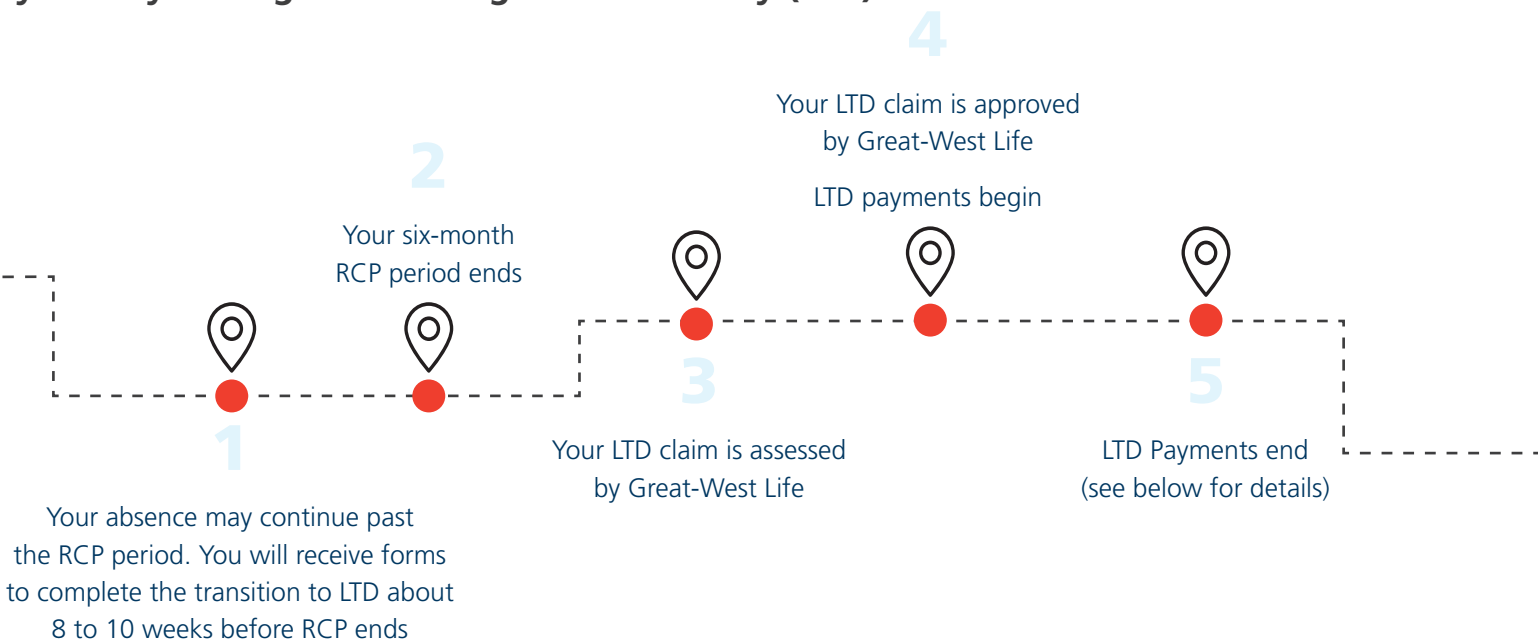 1
Your absence may continue past
the RCP period. You will receive forms
to complete the transition to LTD about
8 to 10 weeks before RCP ends
2
Your six-month
RCP period ends
3
Your LTD claim is assessed
by Great-West Life
4
Your LTD claim is approved
by Great-West Life
LTD payments begin
5
LTD Payments end
(see below for details)